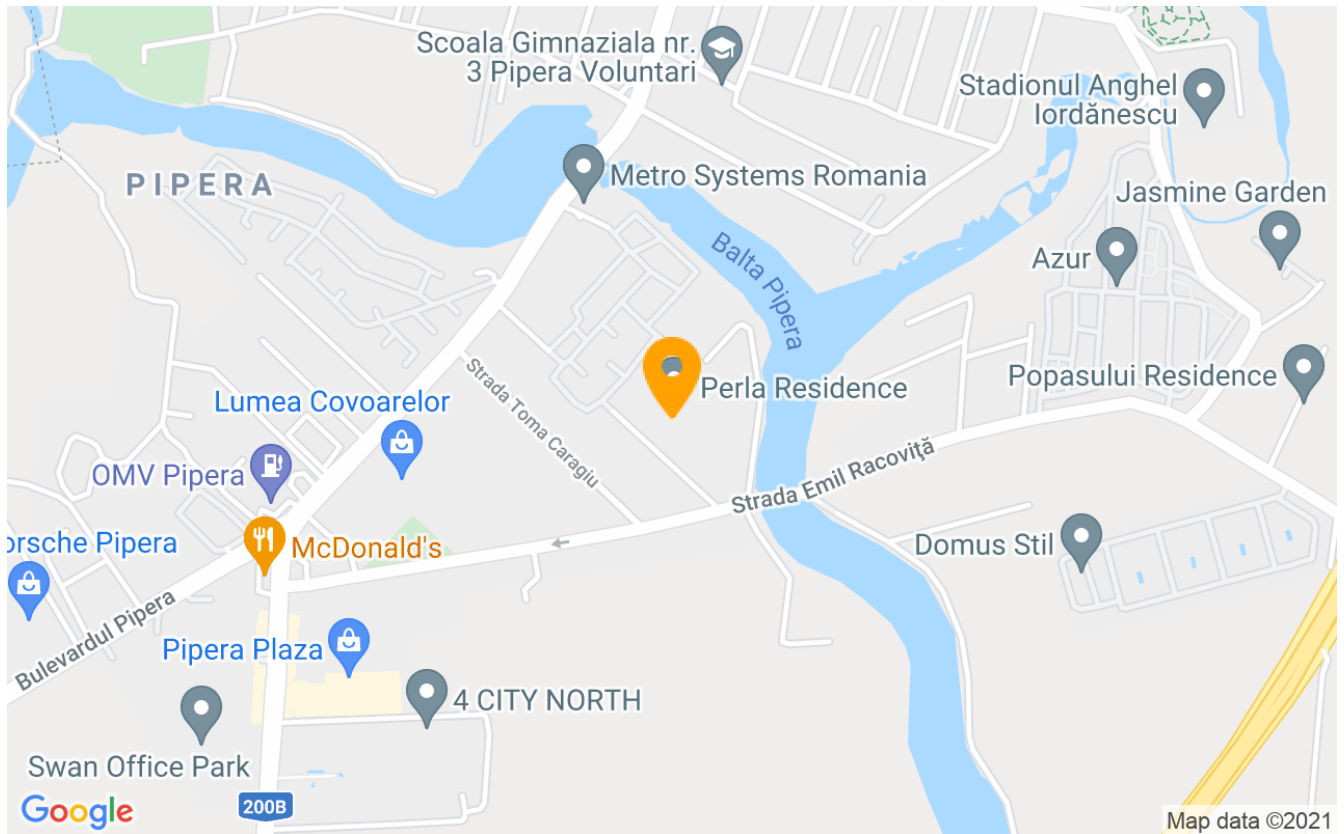 Scoala Gimnaziala nr.
3 Pipera Voluntari
Stadionul Anghel
Iordănescu
PIPERA
Metro Systems Romania
Jasmine Garden
Balta Pipera
Azur
Strada Toma Caragiu
Perla Residence
Popasului Residence
Lumea Covoarelor
OMV Pipera
Strada Emil Racoviţă
orsche Pipera
McDonald's
Domus Stil
Bulevardul Pipera
Pipera Plaza
4 CITY NORTH
Swan Office Park
200B
Google
Map data ©2021